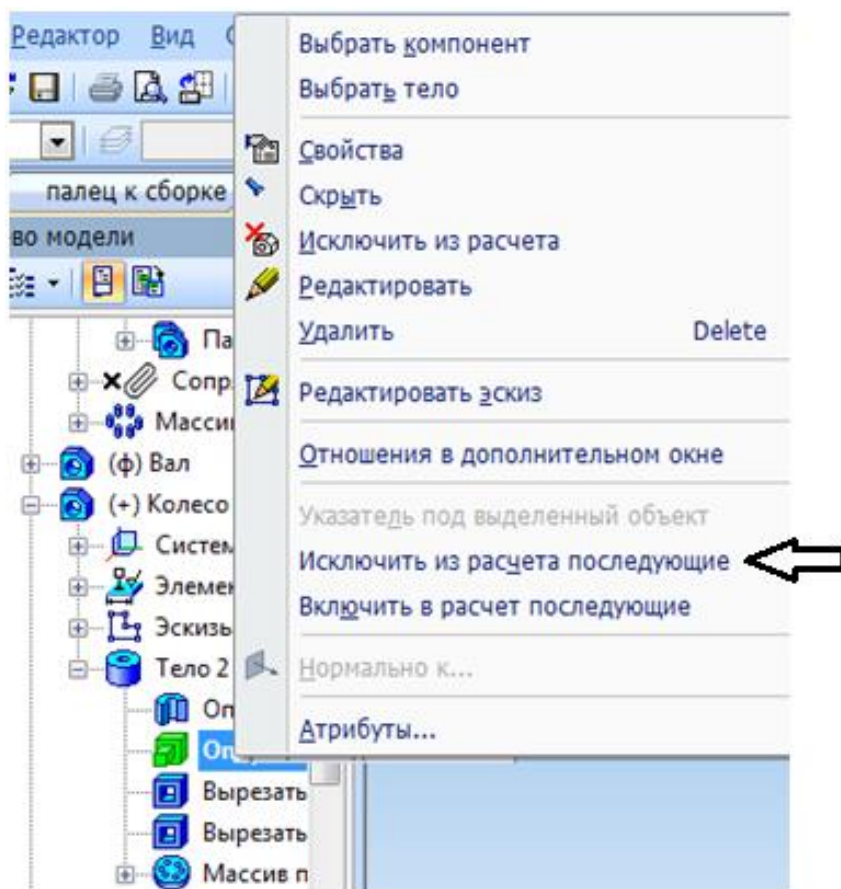 Редактор Вид
Выбрать компонент
Выбрать тело
Свойства
палец к сборке
Скрыть
во модели
Исключить из расчета
Редактировать
Удалить Delete
Па
Сопр
Редактировать эскиз
Масси
(ф) Вал
Отношения в дополнительном окне
(+) Колесо
Указатель под выделенный объект
Систем
Исключить из расчета последующие
Элемен
Включить в расчет последующие
Эскизь
Тело 2
Нормально к...
Оп
Атрибуты...
Оп
Вырезать
Вырезать
Массив п